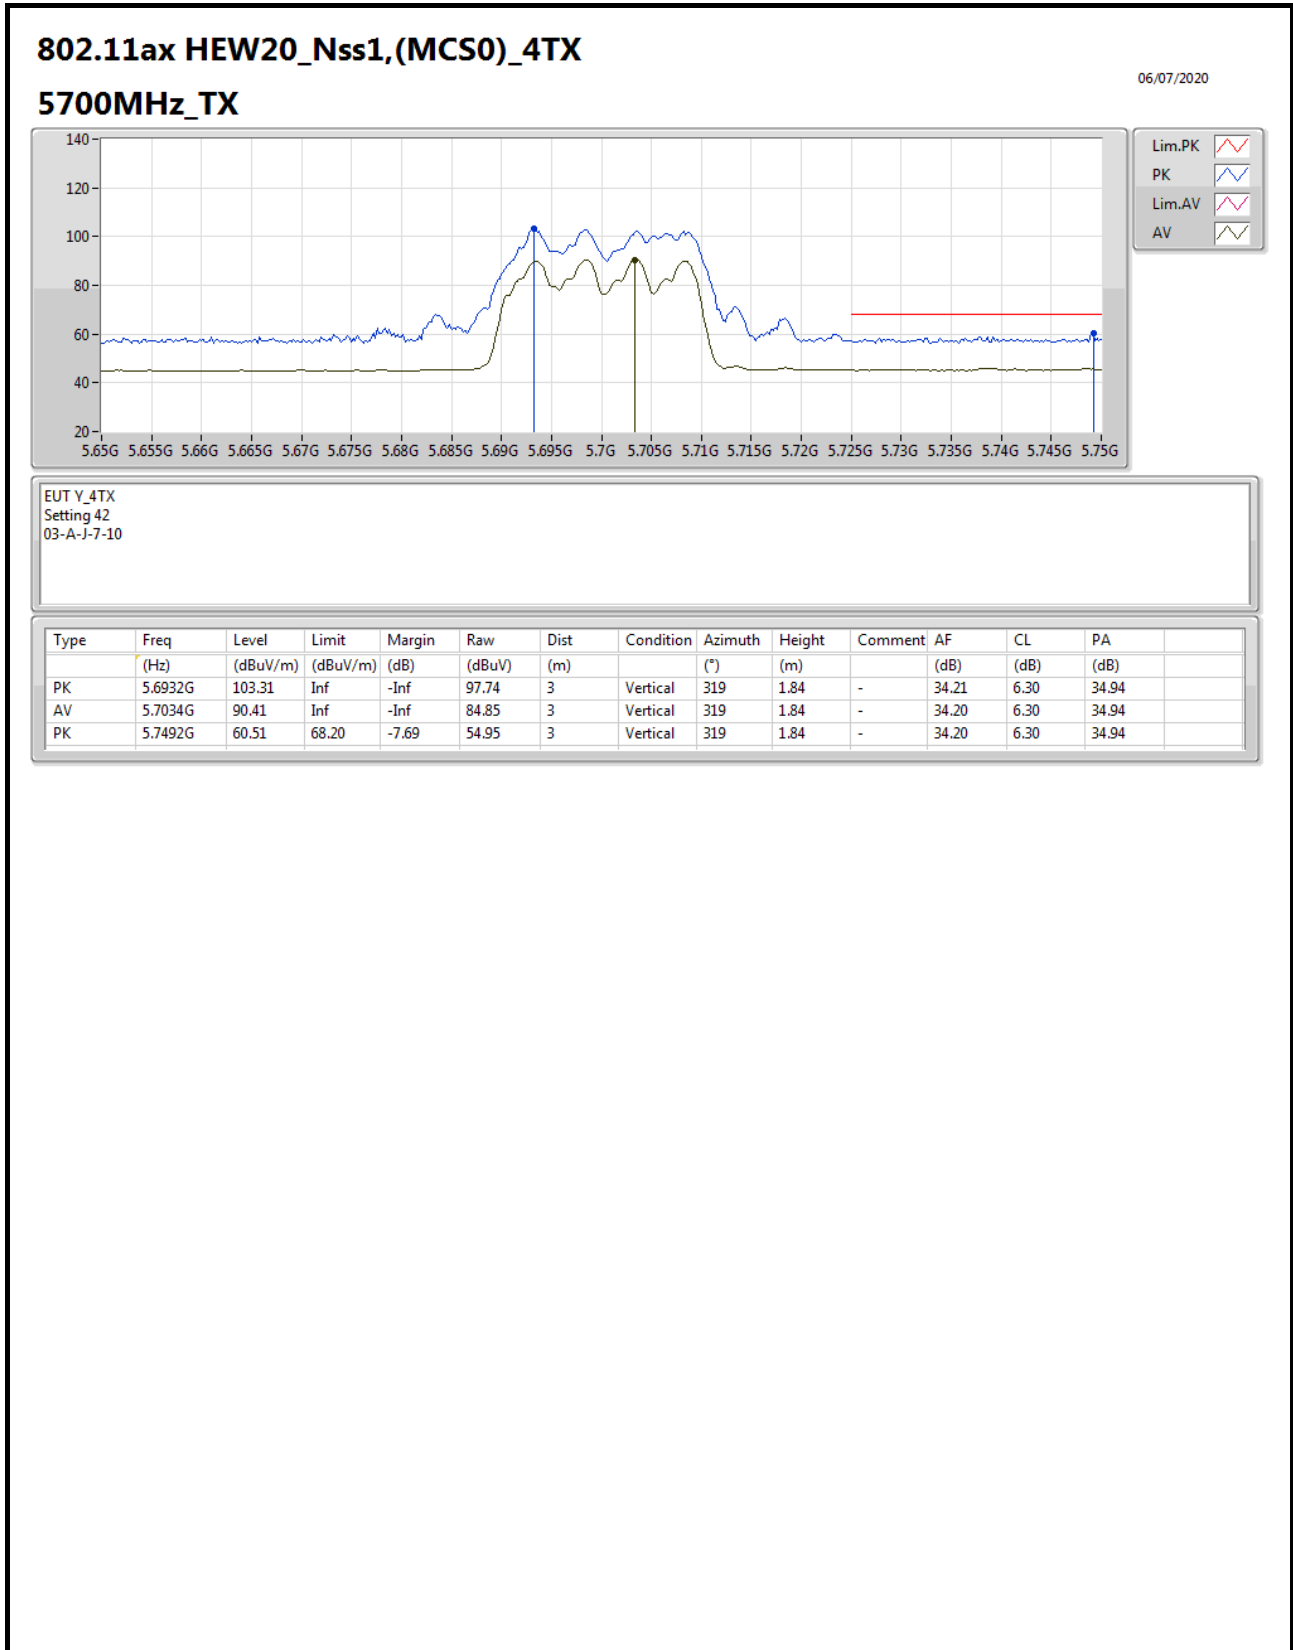 802.11ax HEW20_Nss1,(MCS0)_4TX
06/07/2020
5700MHz_TX
140
120
100
80
60
40
20
5.65G 5.655G 5.66G 5.665G 5.67G 5.675G 5.68G 5.685G 5.69G 5.695G 5.7G 5.705G 5.71G 5.715G 5.72G 5.725G 5.73G 5.735G 5.74G 5.745G 5.75G
Lim.PK
PK
Lim.AV
AV
EUT Y_4TX
Setting 42
03-A-J-7-10
Type Freq Level Limit Margin Raw Dist Condition Azimuth Height Comment AF CL PA
(Hz) (dBuV/m) (dBuV/m) (dB) (dBuV) (m) (°) (m) (dB) (dB) (dB)
PK 5.6932G 103.31 Inf -Inf 97.74 3 Vertical 319 1.84 - 34.21 6.30 34.94
AV 5.7034G 90.41 Inf -Inf 84.85 3 Vertical 319 1.84 - 34.20 6.30 34.94
PK 5.7492G 60.51 68.20 -7.69 54.95 3 Vertical 319 1.84 - 34.20 6.30 34.94